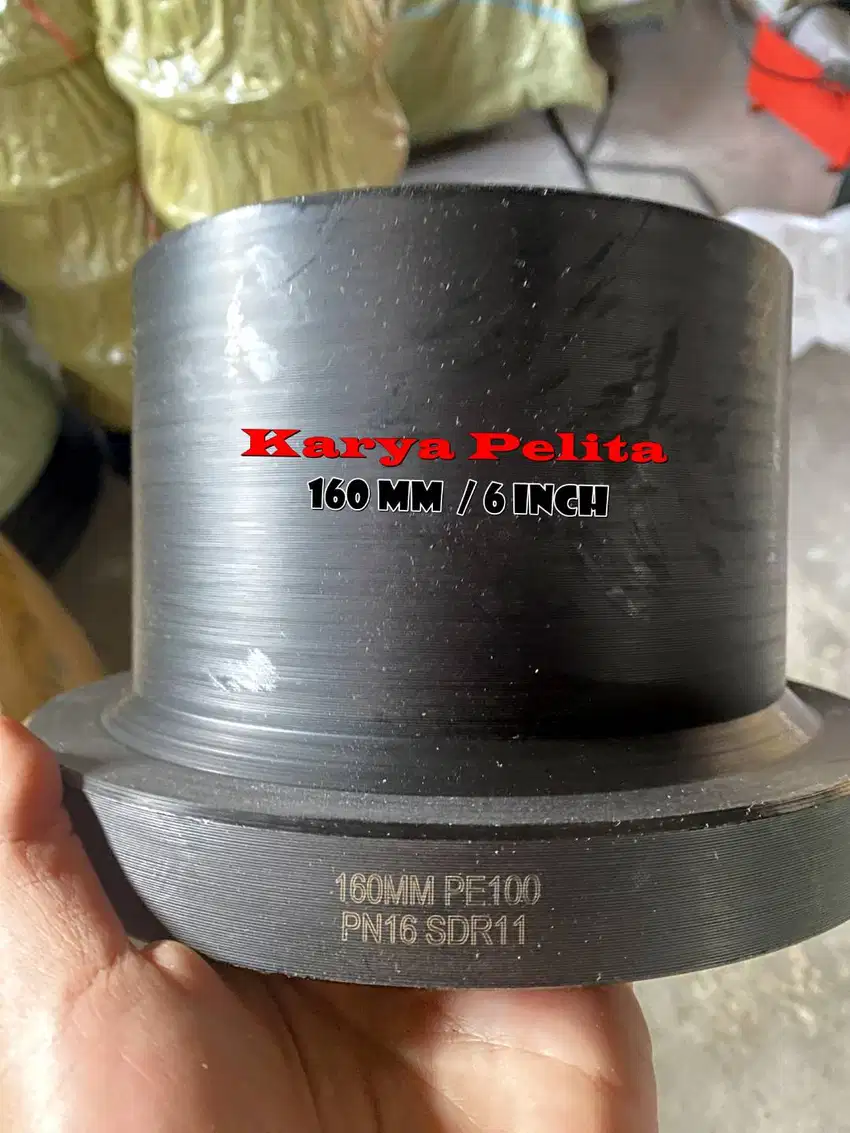 Karya Pelita
160 MM / 6 INCH
160MM PE100
PN16 SDR11